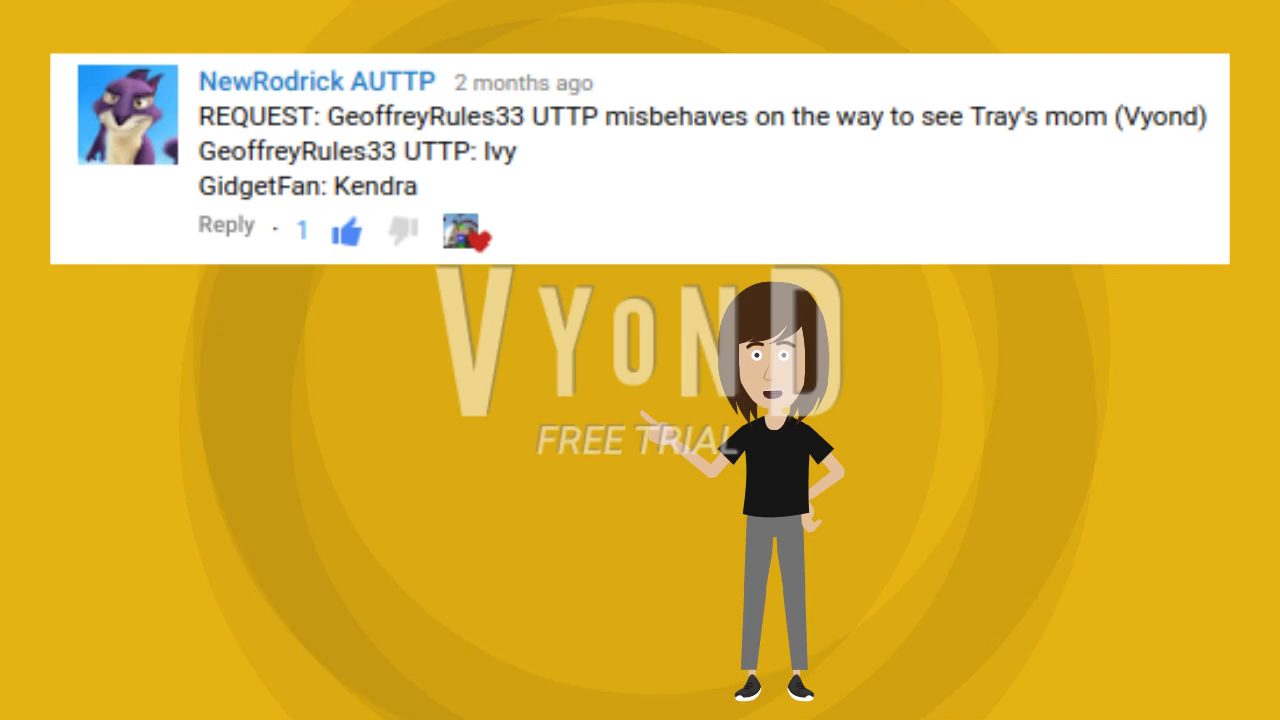 NewRodrick AUTTP 2 months ago
REQUEST: GeoffreyRules33 UTTP misbehaves on the way to see Tray's mom (Vyond)
GeoffreyRules33 UTTP: Ivy
GidgetFan: Kendra
Reply · 1
VYOND
FREE TRIAL